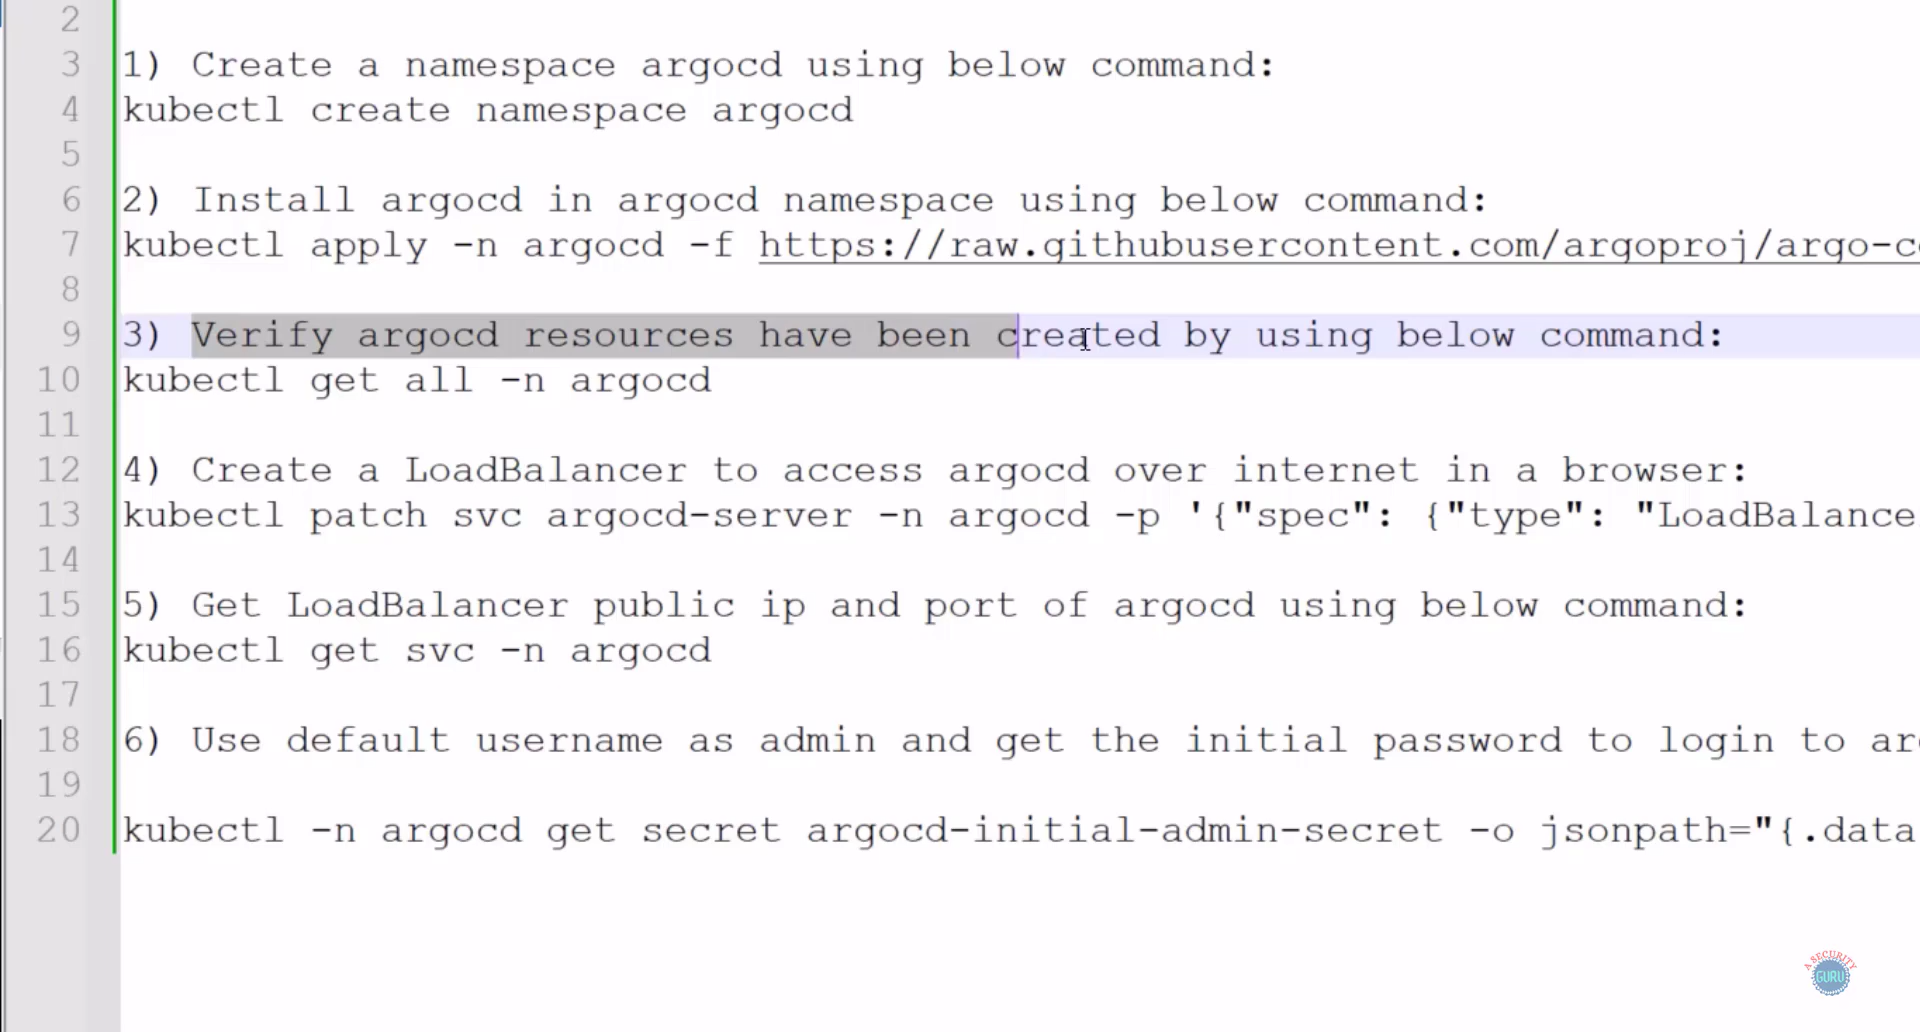 2
3 1) Create a namespace argocd using below command:
4 kubectl create namespace argocd
5
6 2) Install argocd in argocd namespace using below command:
7 kubectl apply -n argocd -f https://raw.githubusercontent.com/argoproj/argo-c
8
9 3) Verify argocd resources have been created by using below command:
10 kubectl get all -n argocd
11
12 4) Create a LoadBalancer to access argocd over internet in a browser:
13 kubectl patch svc argocd-server -n argocd -p '{"spec": {"type": "LoadBalance
14
15 5) Get LoadBalancer public ip and port of argocd using below command:
16 kubectl get svc -n argocd
17
18 6) Use default username as admin and get the initial password to login to ar
19
20 kubectl -n argocd get secret argocd-initial-admin-secret -o jsonpath="{.data
A SECURITY
GURU